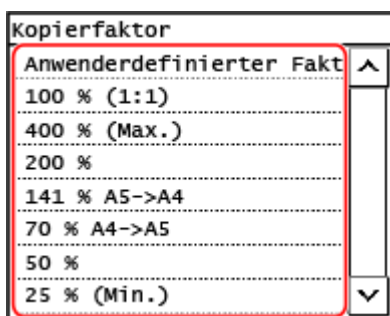 Kopierfaktor
Anwenderdefinierter Fakt
100 % (1:1)
400 % (Max.)
200 %
141 % A5->A4
70 % A4->A5
50 %
25 % (Min.)